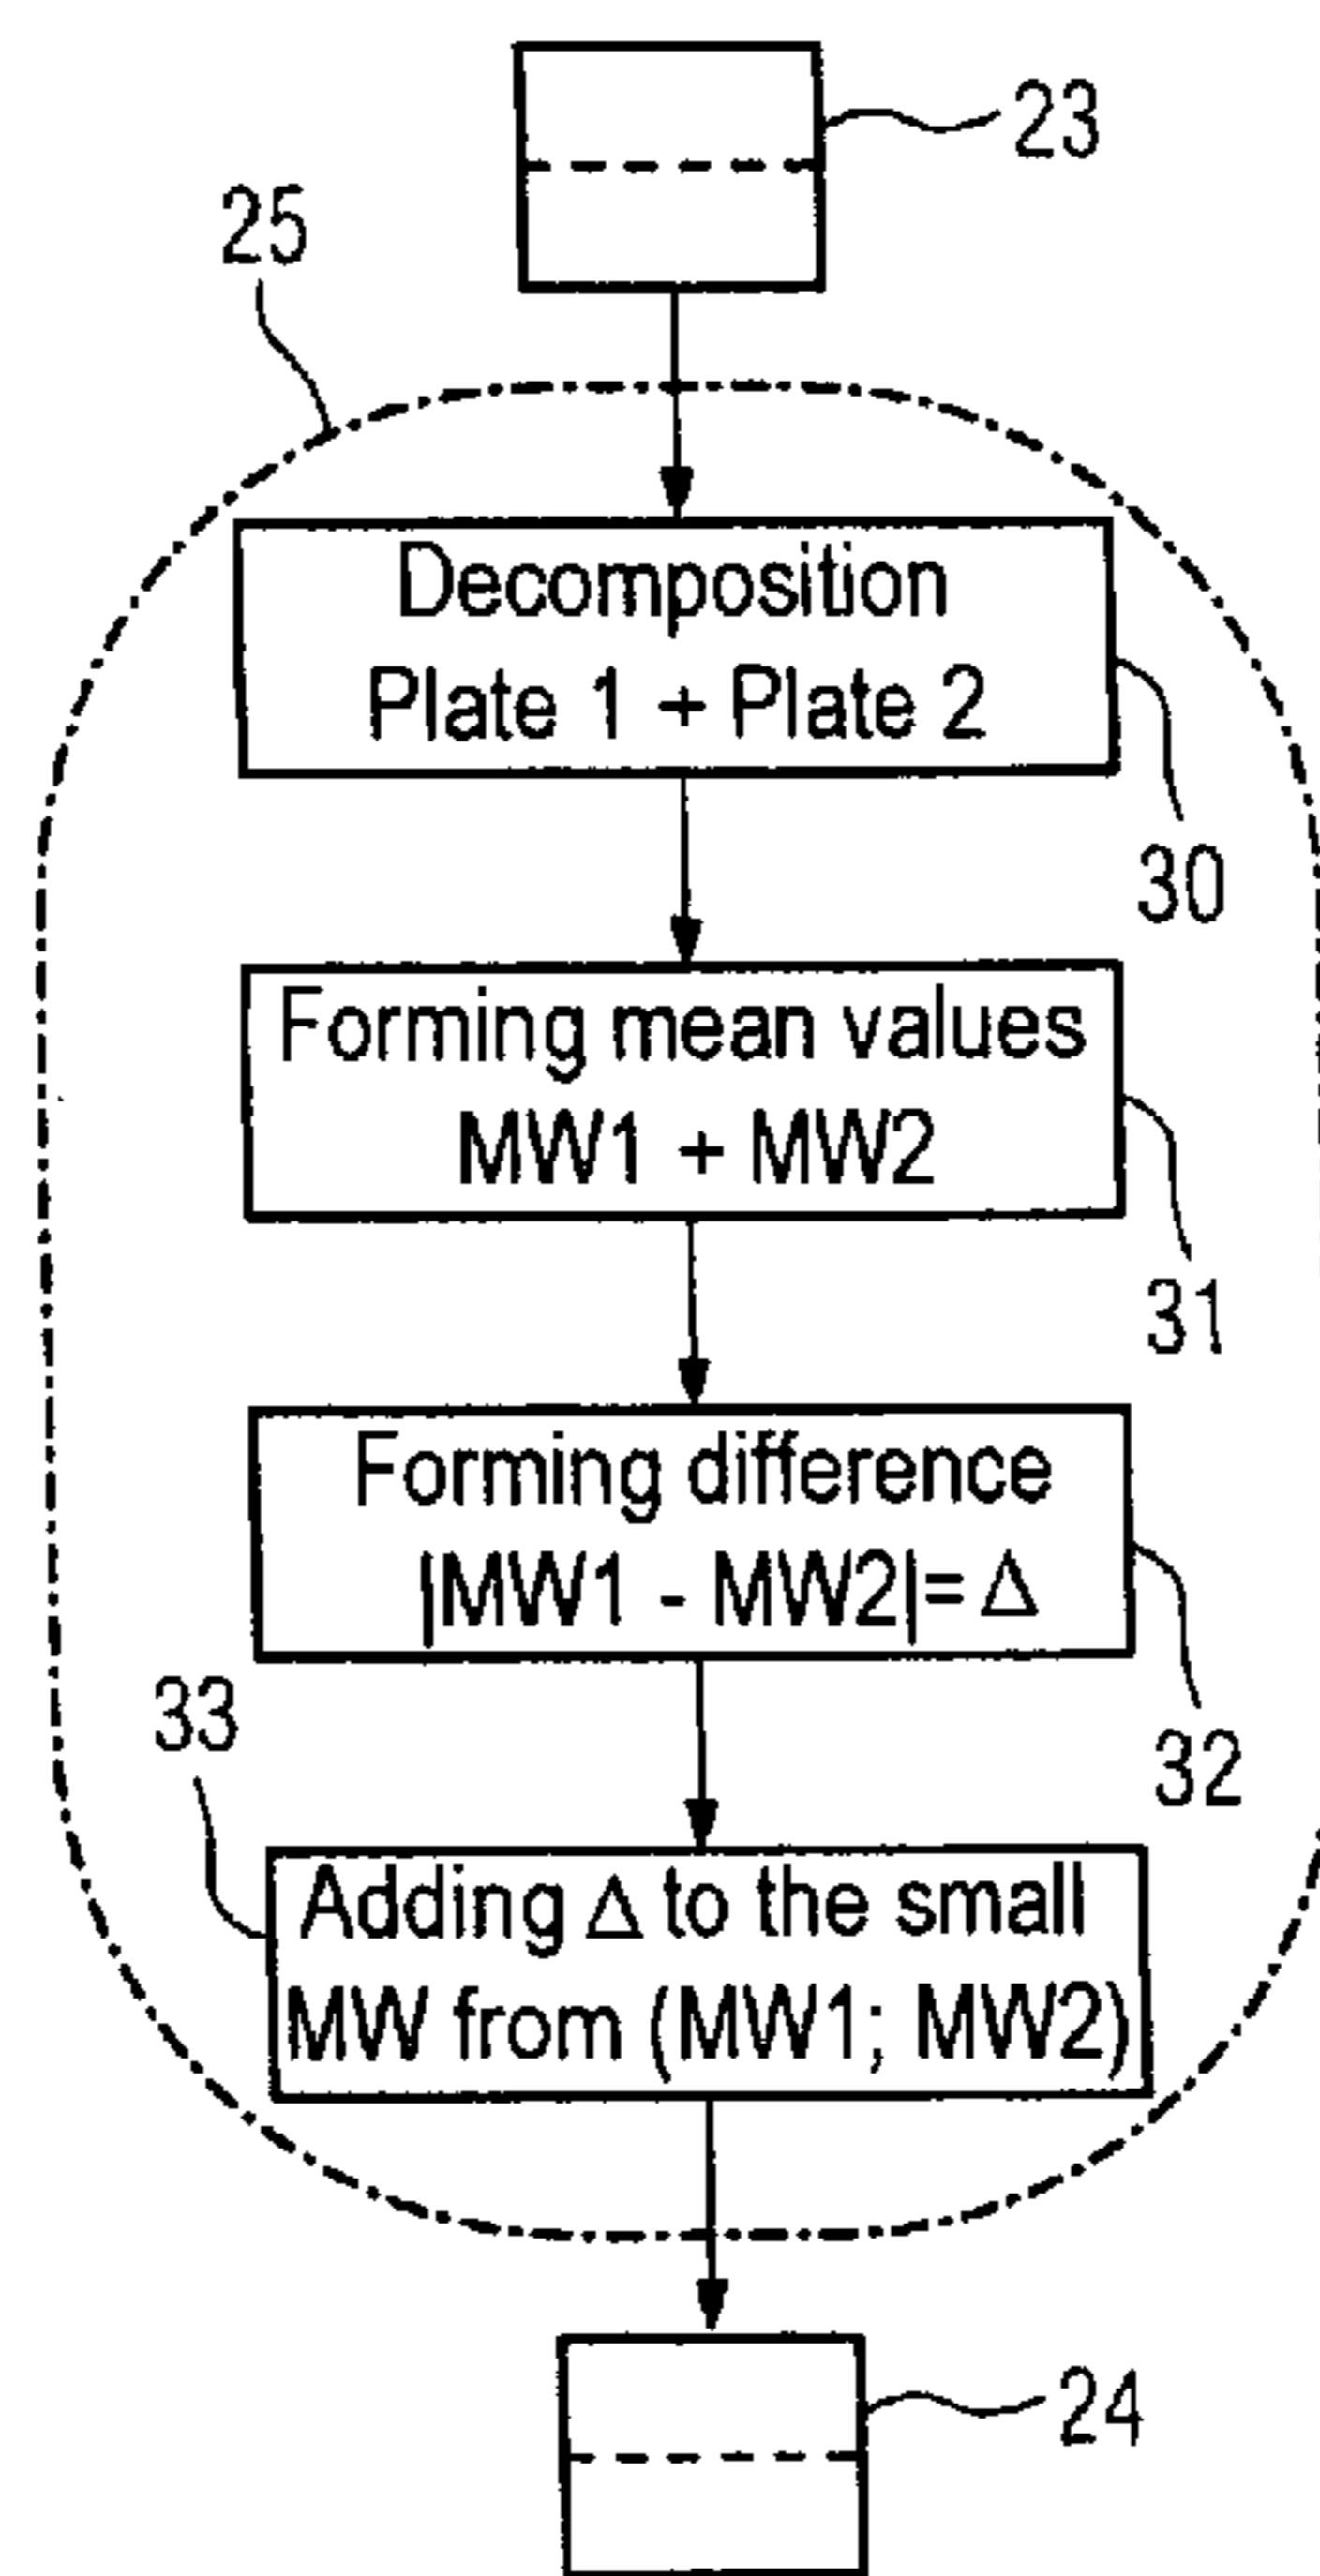 23
25
Decomposition
Plate 1 + Plate 2
30
Forming mean values
MW1 + MW2
31
Forming difference
|MW1 - MW2|= Δ
33
32
Adding Δ to the small
MW from (MW1; MW2)
24